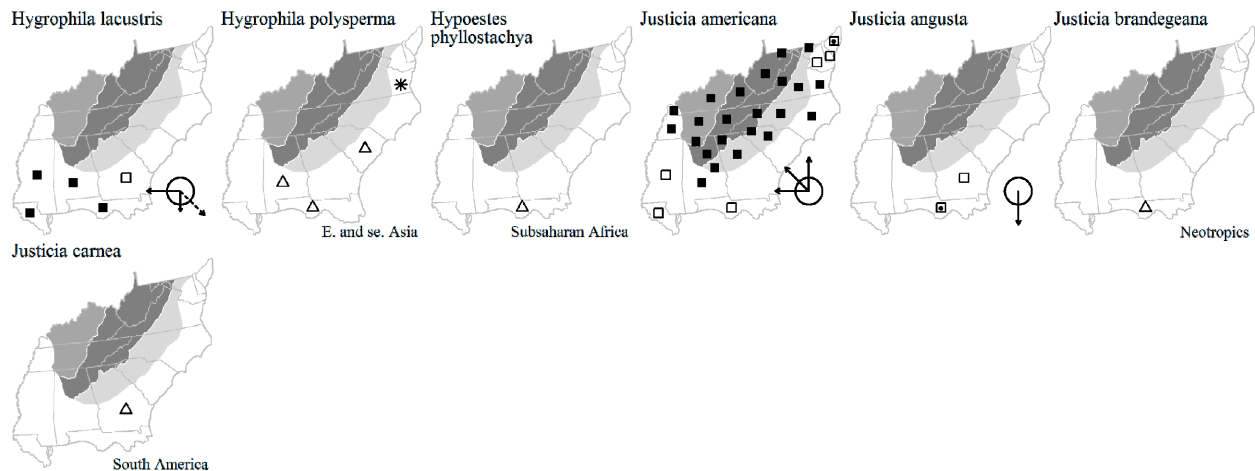 Hygrophila lacustris
Hygrophila polysperma
E. and se. Asia
Hypoestes
phyllostachya
Subsaharan Africa
Justicia americana
Justicia angusta
Justicia brandegeana
Neotropics
Justicia carnea
South America